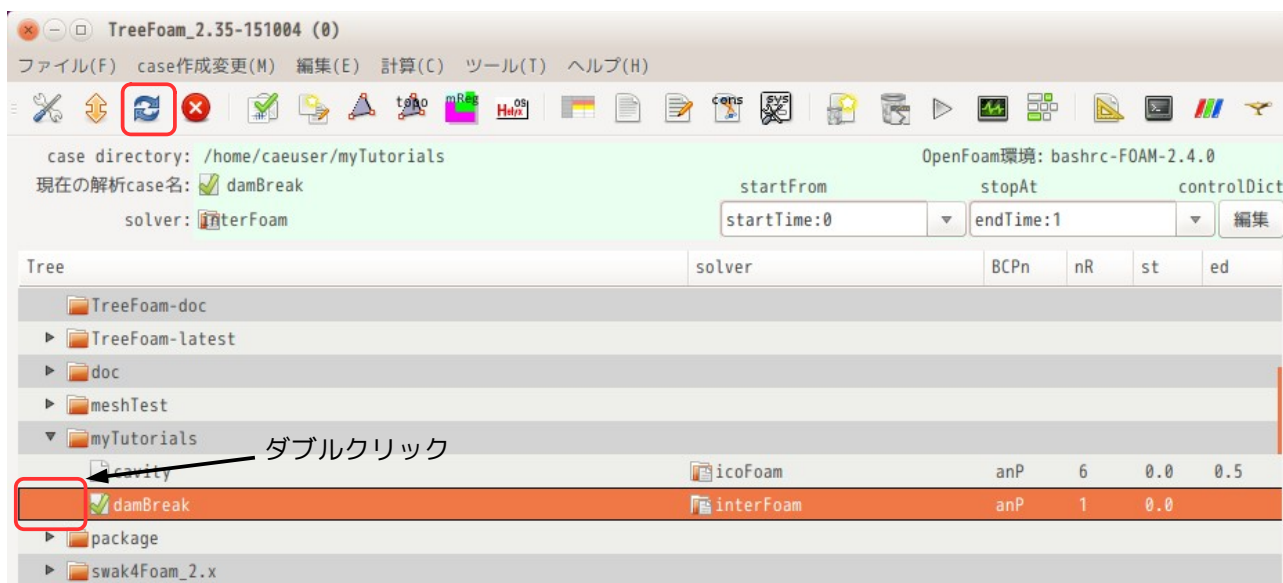 TreeFoam_2.35-151004 (0)
ファイル(F) case作成変更(M) 編集(E) 計算(C) ツール(T) ヘルプ(H)
topo mReg Helyx OS cons sys
case directory: /home/caeuser/myTutorials OpenFoam環境: bashrc-FOAM-2.4.0
現在の解析case名: damBreak startFrom stopAt controlDict
solver: interFoam startTime:0 endTime:1 編集
Tree solver BCPn nR st ed
TreeFoam-doc
TreeFoam-latest
doc
meshTest
myTutorials
ダブルクリック
cavity icoFoam anP 6 0.0 0.5
damBreak interFoam anP 1 0.0
package
swak4Foam_2.x